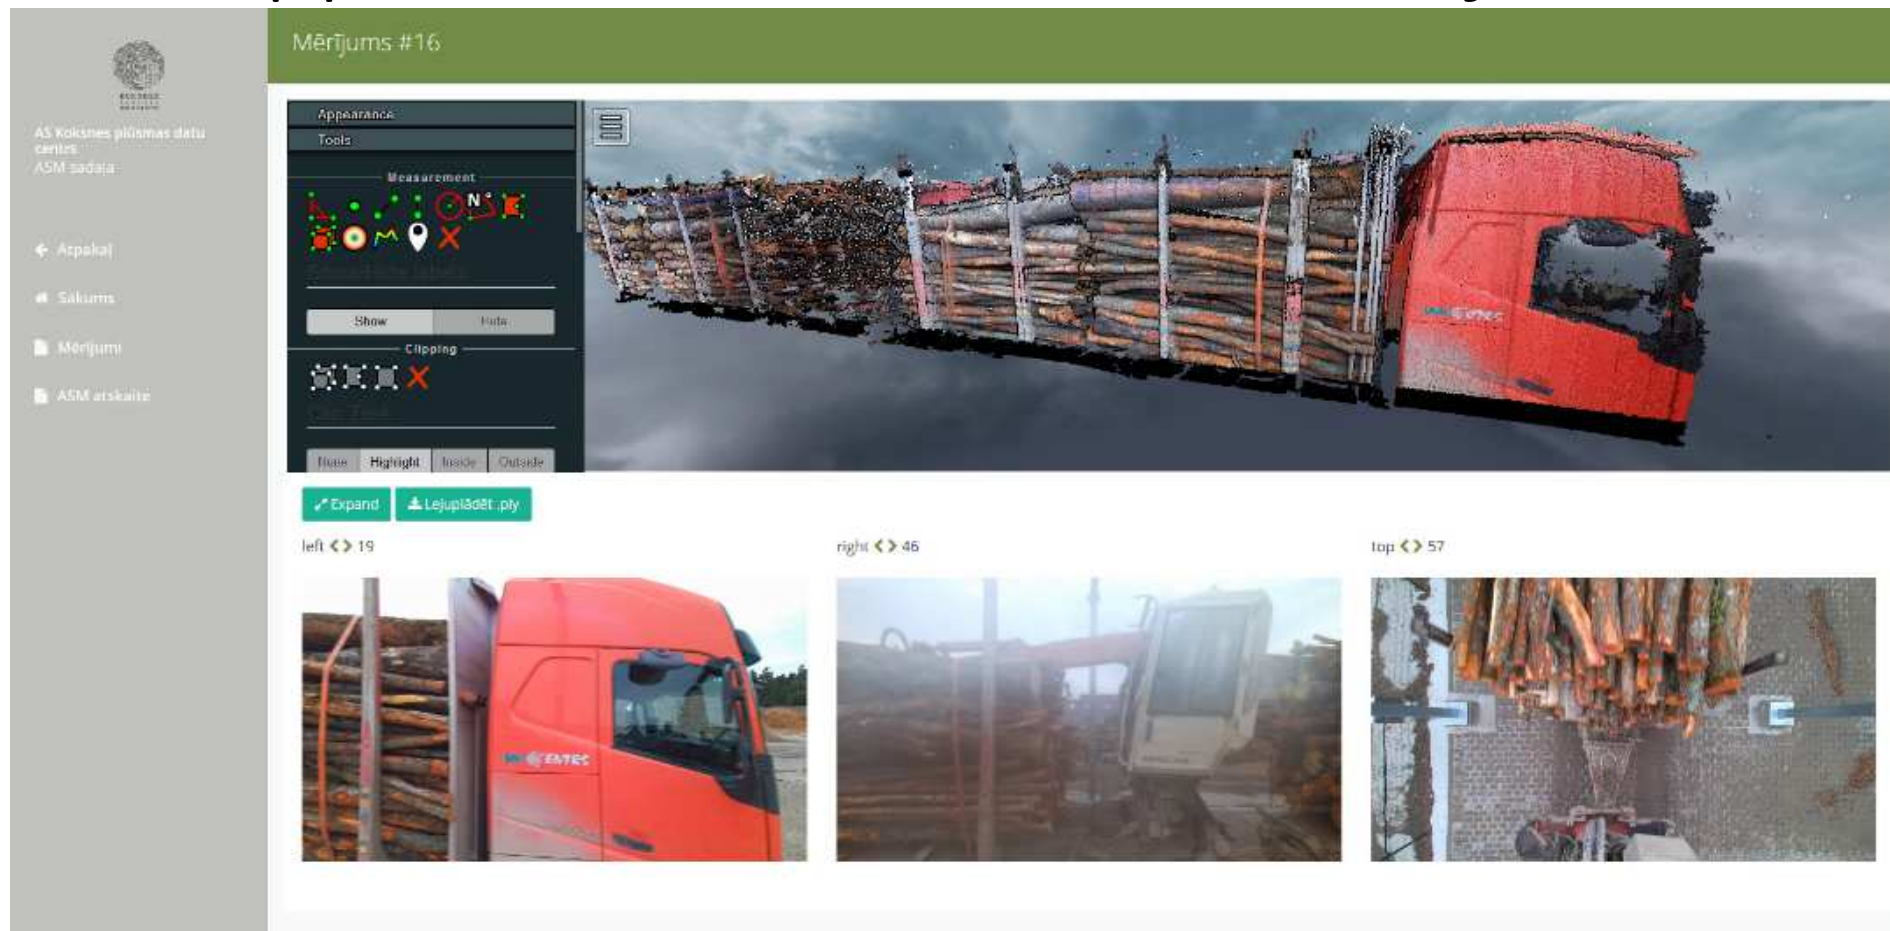 Mērījums #16
AS Koksnes plūsmas datu
centrs
ASM sadaļa
Atpakaļ
Sākums
Mērījumi
ASM atskaite
Appearance
Tools
Measurement
N
Show
Hide
Clipping
None Highlight Inside Outside
Expand
Lejuplādēt .ply
left 19
right 46
top 57